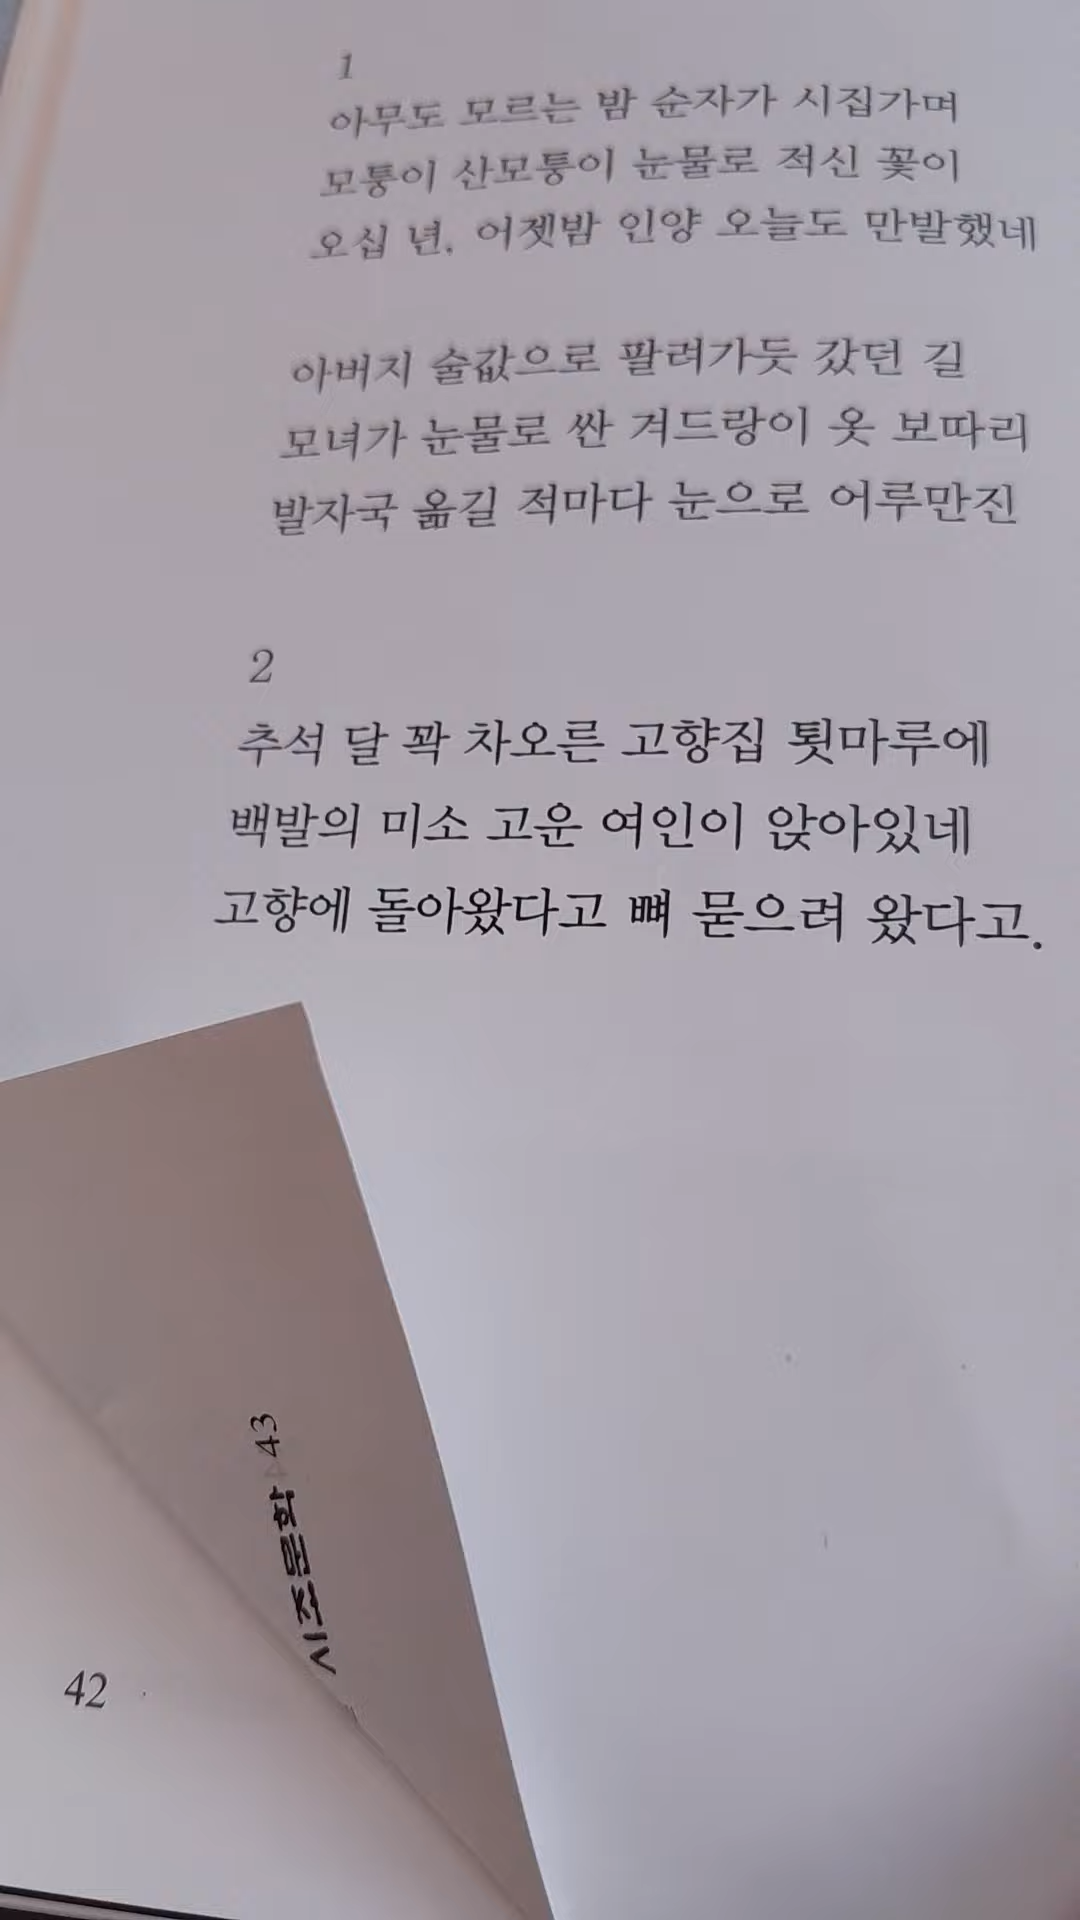 1
아무도 모르는 밤 순자가 시집가며
모퉁이 산모퉁이 눈물로 적신 꽃이
오십 년, 어젯밤 인양 오늘도 만발했네
아버지 술값으로 팔려가듯 갔던 길
모녀가 눈물로 싼 겨드랑이 옷 보따리
발자국 옮길 적마다 눈으로 어루만진
2
추석 달 꽉 차오른 고향집 툇마루에
백발의 미소 고운 여인이 앉아있네
고향에 돌아왔다고 뼈 묻으려 왔다고.
시조문학 43
42